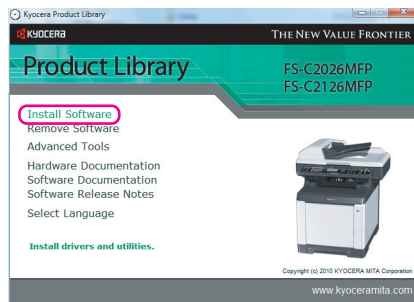 Kyocera Product Library
KYOCERA
THE NEW VALUE FRONTIER
Product Library
FS-C2026MFP
FS-C2126MFP
Install Software
Remove Software
Advanced Tools
Hardware Documentation
Software Documentation
Software Release Notes
Select Language
Install drivers and utilities.
Copyright (c) 2010 KYOCERA MITA Corporation
www.kyoceramita.com